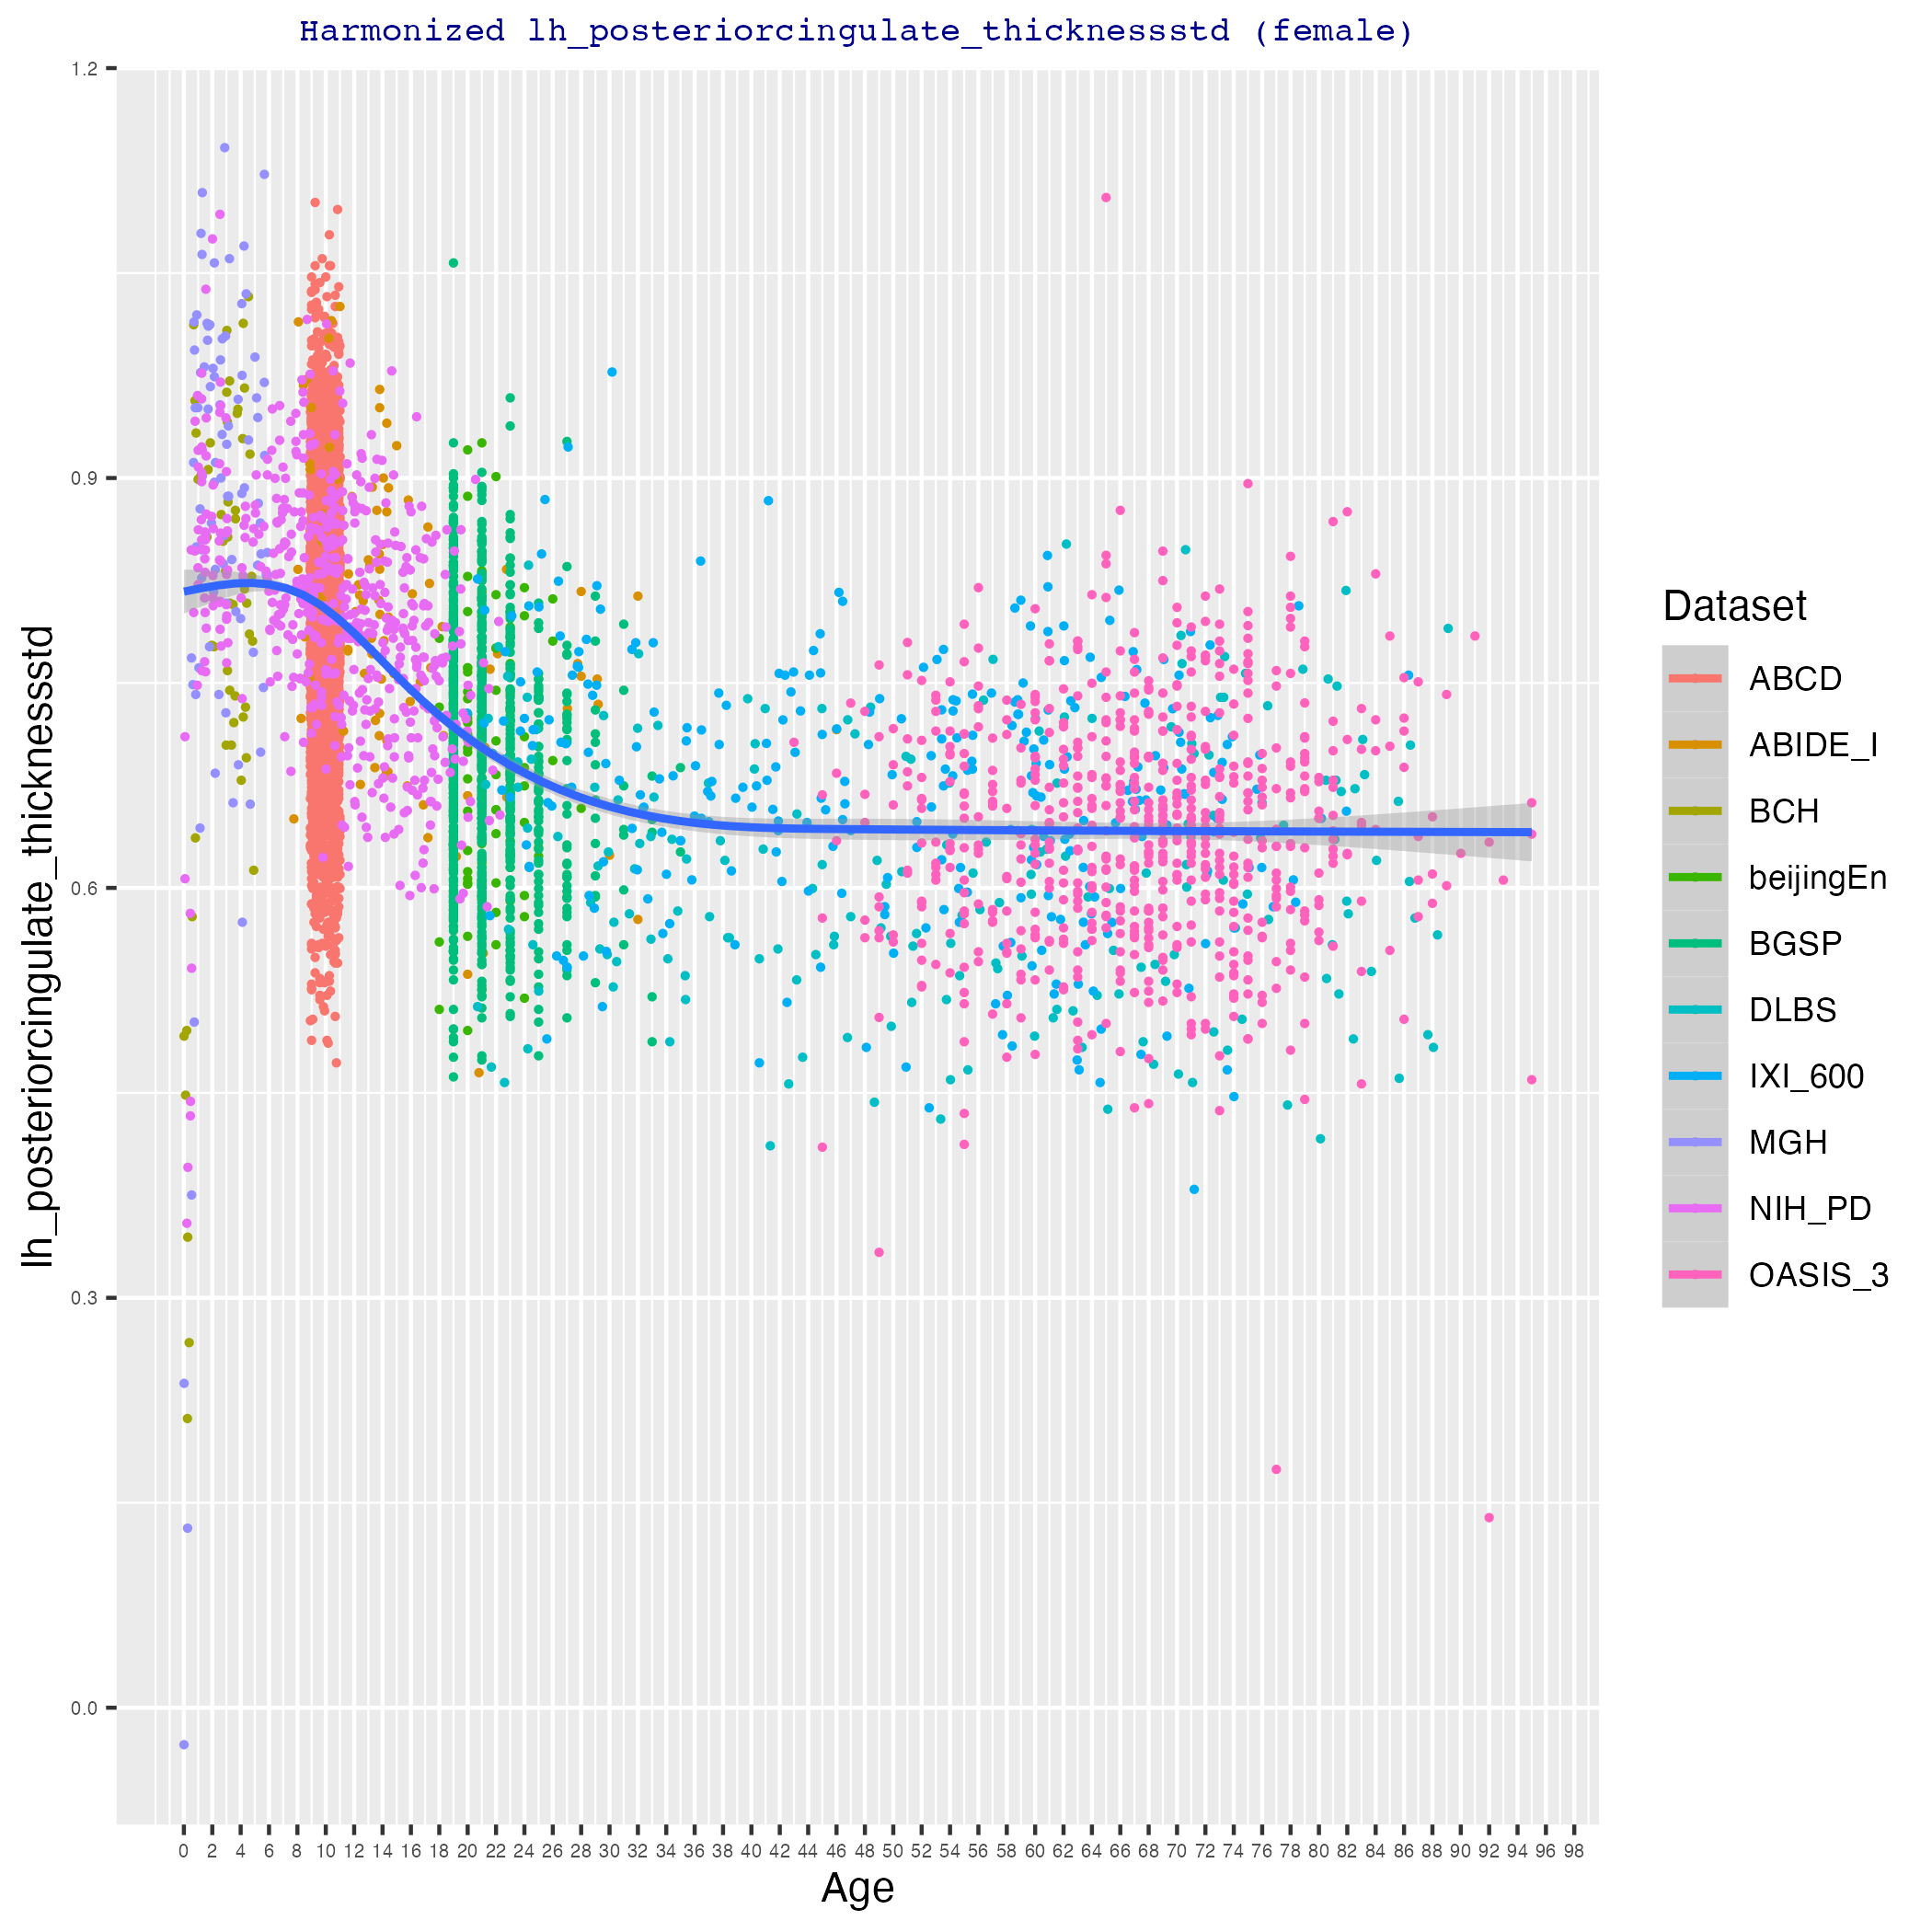 Harmonized lh_posteriorcingulate_thicknessstd (female)
1.2
0.9
0.6
0.3
0.0
lh_posteriorcingulate_thicknessstd
0 2 4 6 8 10 12 14 16 18 20 22 24 26 28 30 32 34 36 38 40 42 44 46 48 50 52 54 56 58 60 62 64 66 68 70 72 74 76 78 80 82 84 86 88 90 92 94 96 98
Age
Dataset
ABCD
ABIDE_I
BCH
beijingEn
BGSP
DLBS
IXI_600
MGH
NIH_PD
OASIS_3